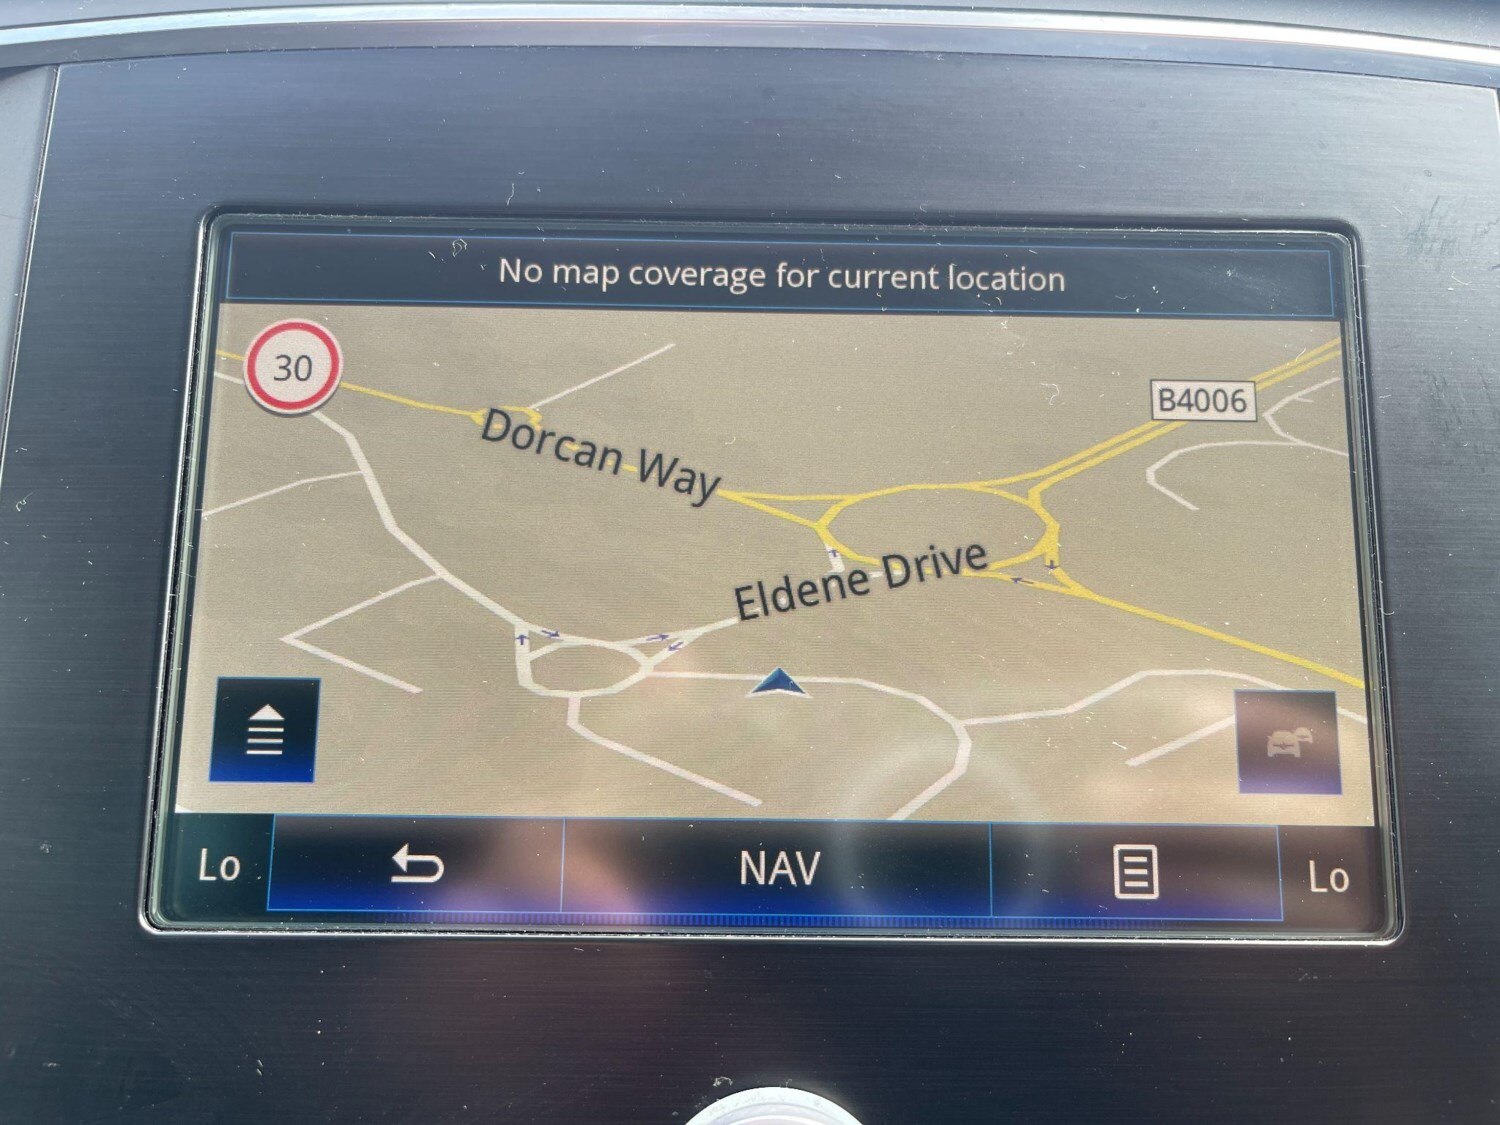 No map coverage for current location
30
B4006
Dorcan Way
Eldene Drive
Lo
NAV
Lo